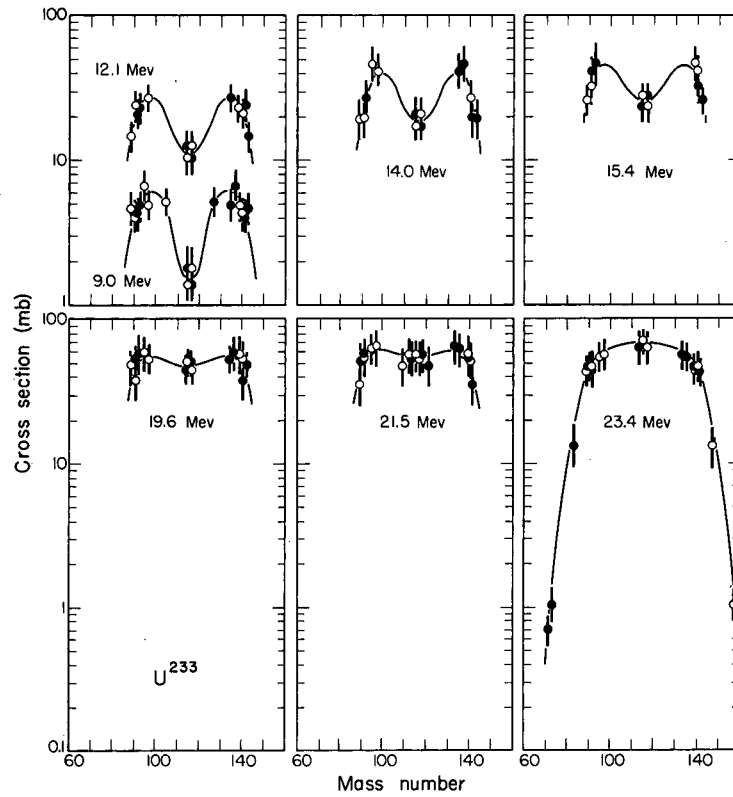 100
12.1 Mev
14.0 Mev
15.4 Mev
10
9.0 Mev
1
Cross section (mb)
100
19.6 Mev
21.5 Mev
23.4 Mev
10
1
U233
0.1
60 100 140 60 100 140 60 100 140
Mass number